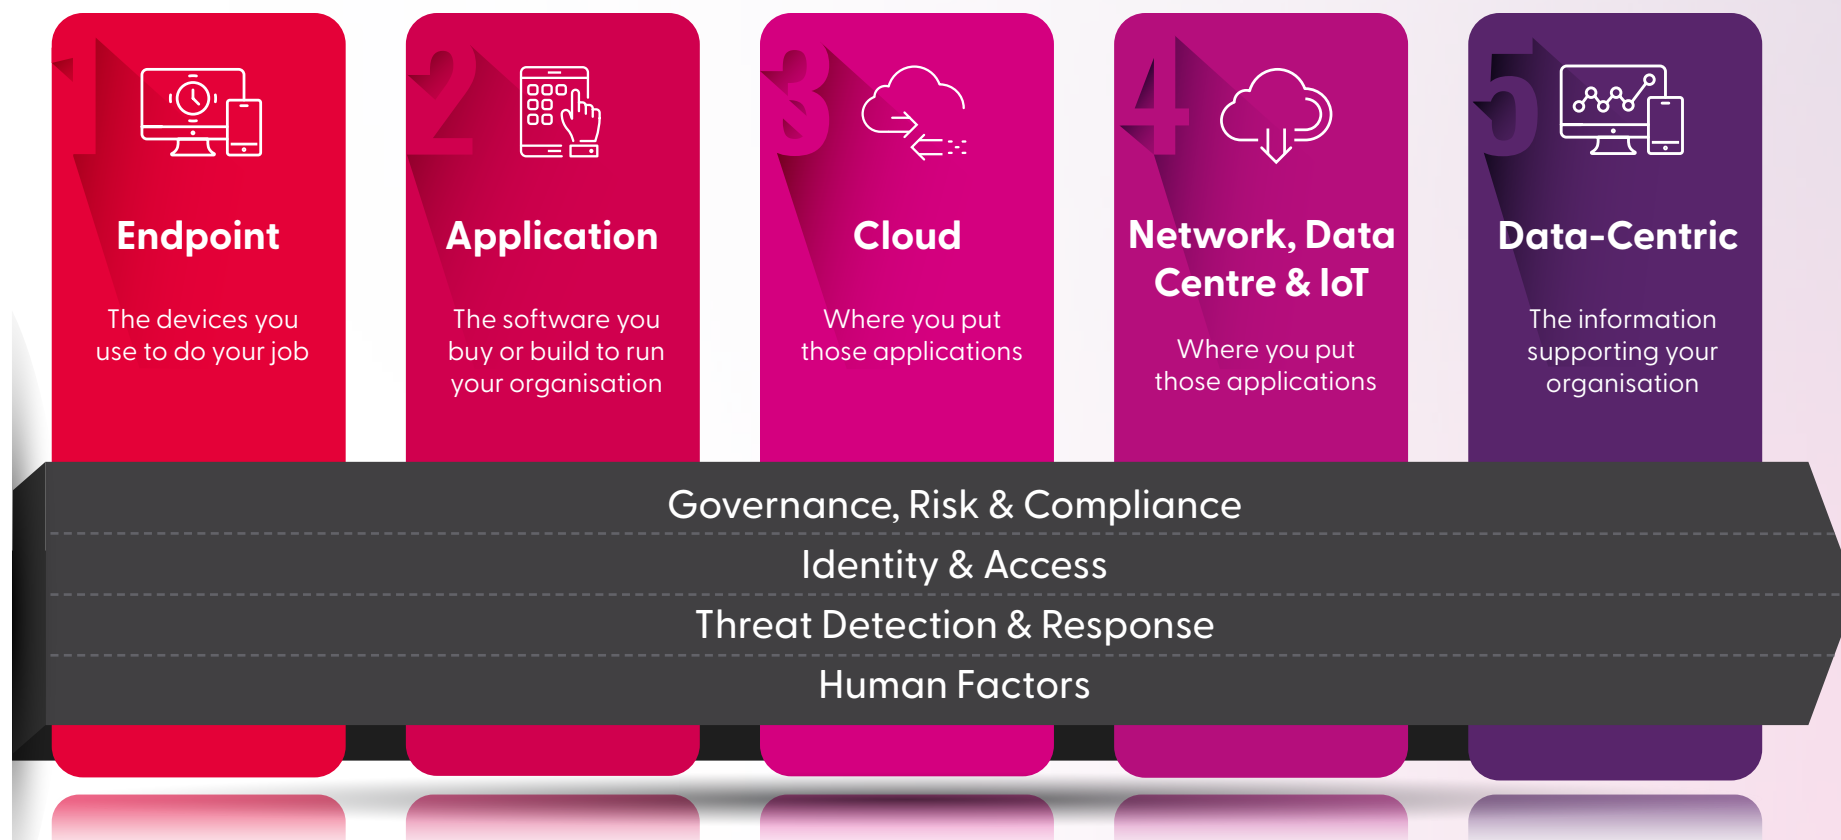 1
Endpoint
The devices you
use to do your job
2
Application
The software you
buy or build to run
your organisation
3
Cloud
Where you put
those applications
4
Network, Data
Centre & IoT
Where you put
those applications
5
Data-Centric
The information
supporting your
organisation
Governance, Risk & Compliance
Identity & Access
Threat Detection & Response
Human Factors